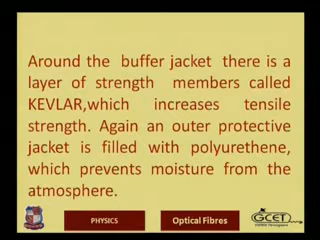 Around the buffer jacket there is a
layer of strength members called
KEVLAR,which increases tensile
strength. Again an outer protective
jacket is filled with polyurethene,
which prevents moisture from the
atmosphere.
PHYSICS
Optical Fibres
GCET